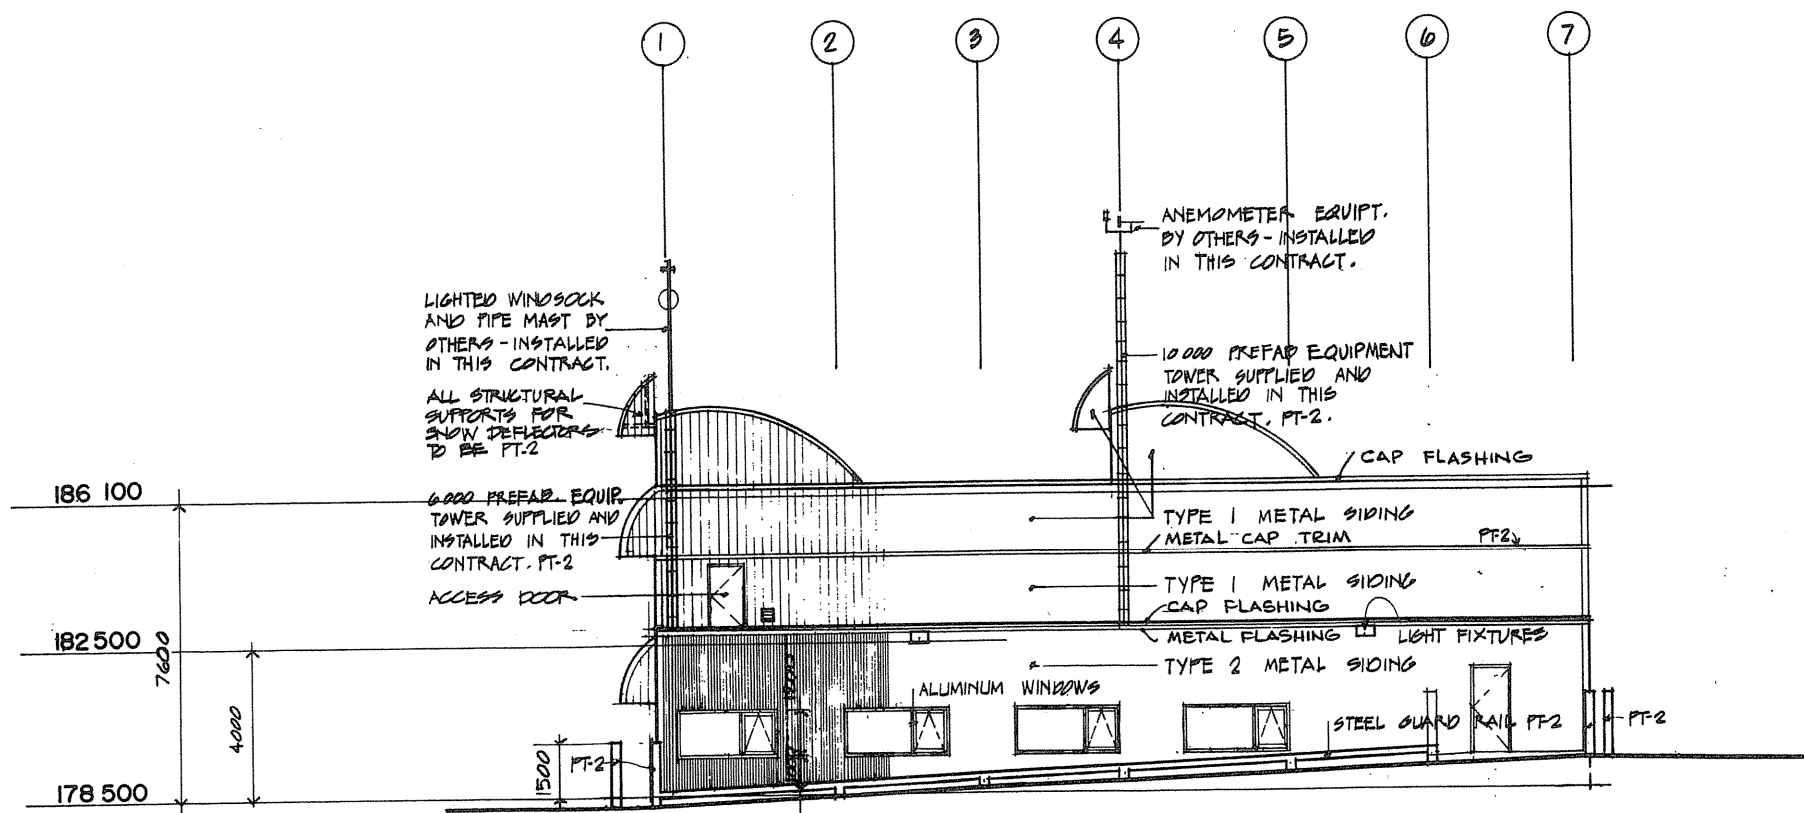 1 2 3 4 5 6 7
ANEMOMETER EQUIPT.
BY OTHERS - INSTALLED
IN THIS CONTRACT.
LIGHTED WINDSOCK
AND PIPE MAST BY
OTHERS - INSTALLED
IN THIS CONTRACT.
10 000 PREFAB EQUIPMENT
TOWER SUPPLIED AND
INSTALLED IN THIS
CONTRACT. PT-2.
ALL STRUCTURAL
SUPPORTS FOR
SNOW DEFLECTORS
TO BE PT-2
CAP FLASHING
186 100
6000 PREFAB. EQUIP.
TOWER SUPPLIED AND
INSTALLED IN THIS
CONTRACT. PT-2
TYPE 1 METAL SIDING
METAL CAP TRIM
PT-2
ACCESS DOOR
TYPE 1 METAL SIDING
CAP FLASHING
METAL FLASHING
LIGHT FIXTURES
182 500
7600
TYPE 2 METAL SIDING
ALUMINUM WINDOWS
4000
STEEL GUARD RAIL PT-2
PT-2
1500
PT-2
178 500